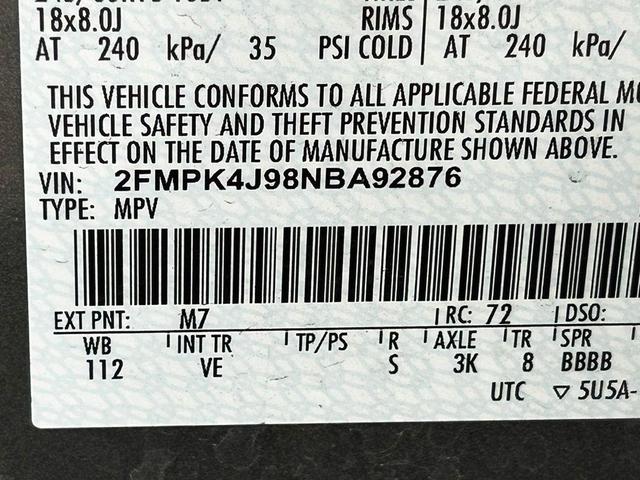 RIMS
18x8.0J 18x8.0J
AT 240 kPa/ 35 PSI COLD AT 240 kPa/
THIS VEHICLE CONFORMS TO ALL APPLICABLE FEDERAL
VEHICLE SAFETY AND THEFT PREVENTION STANDARDS IN
EFFECT ON THE DATE OF MANUFACTURE SHOWN ABOVE.
VIN: 2FMPK4J98NBA92876
TYPE: MPV
EXT PNT: M7 RC: 72 DSO:
WB INT TR TP/PS R AXLE TR SPR
112 VE S 3K 8 BBBB
UTC ▽ 5U5A-